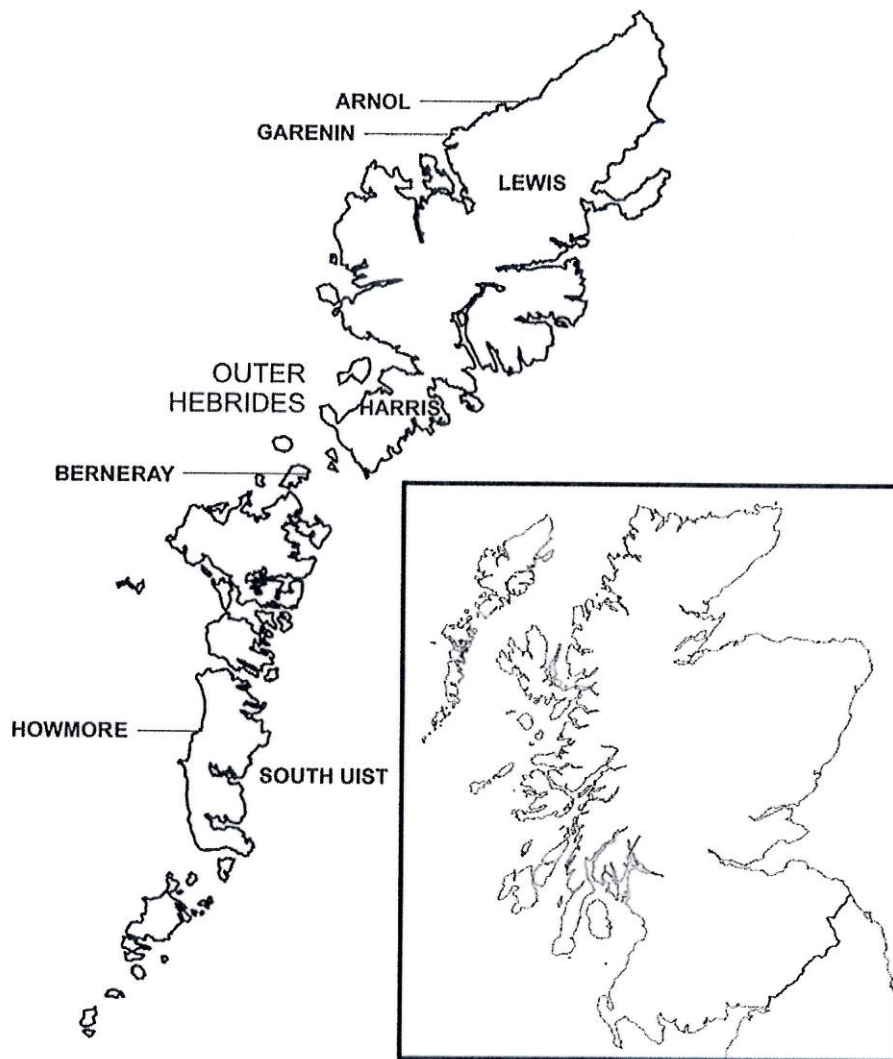 ARNOL
GARENIN
LEWIS
OUTER
HEBRIDES
HARRIS
BERNERAY
HOWMORE
SOUTH UIST